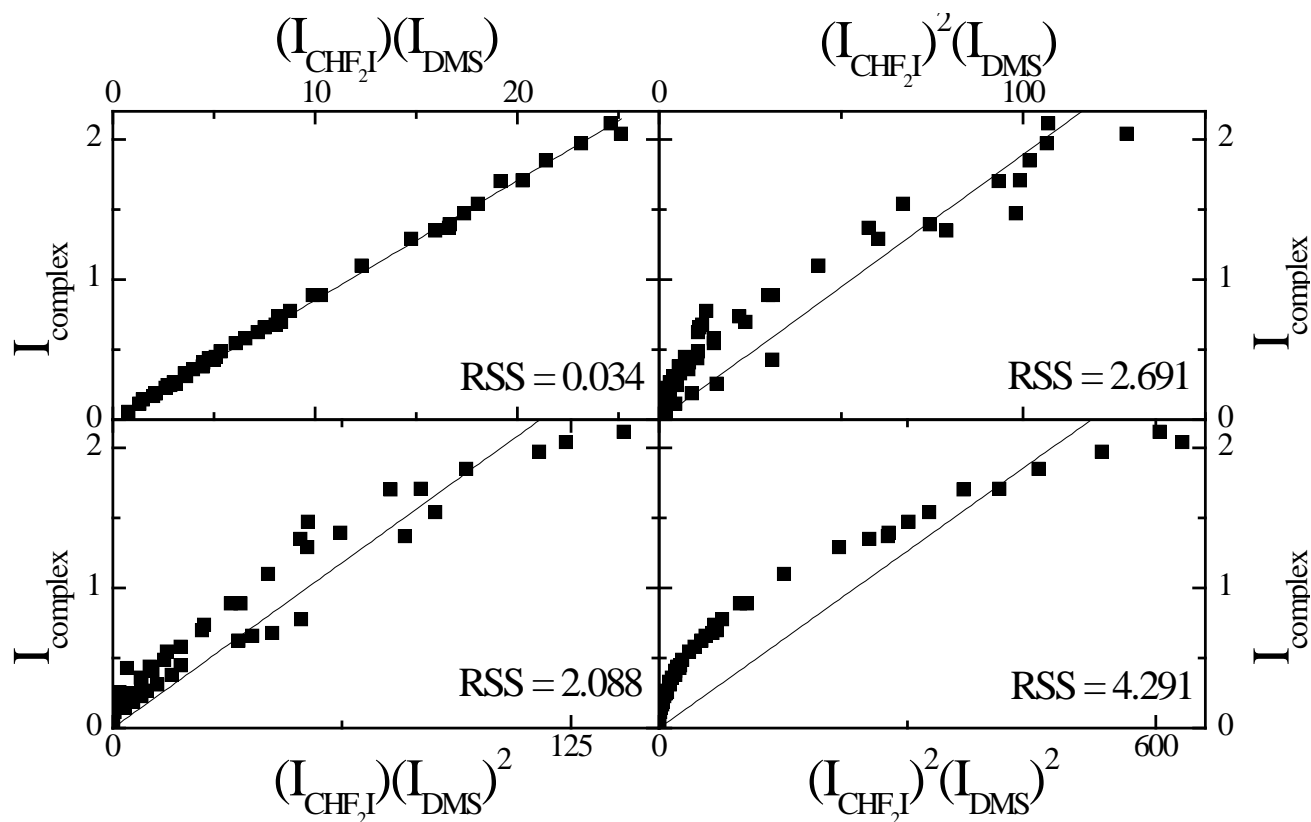 (I_CHF₂I)(I_DMS)
(I_CHF₂I)²(I_DMS)
0 10 20
0 100
2
1
0
I_complex
RSS = 0.034
RSS = 2.691
2
1
0
I_complex
2
1
0
I_complex
RSS = 2.088
RSS = 4.291
2
1
0
I_complex
0 125
0 600
(I_CHF₂I)(I_DMS)²
(I_CHF₂I)²(I_DMS)²